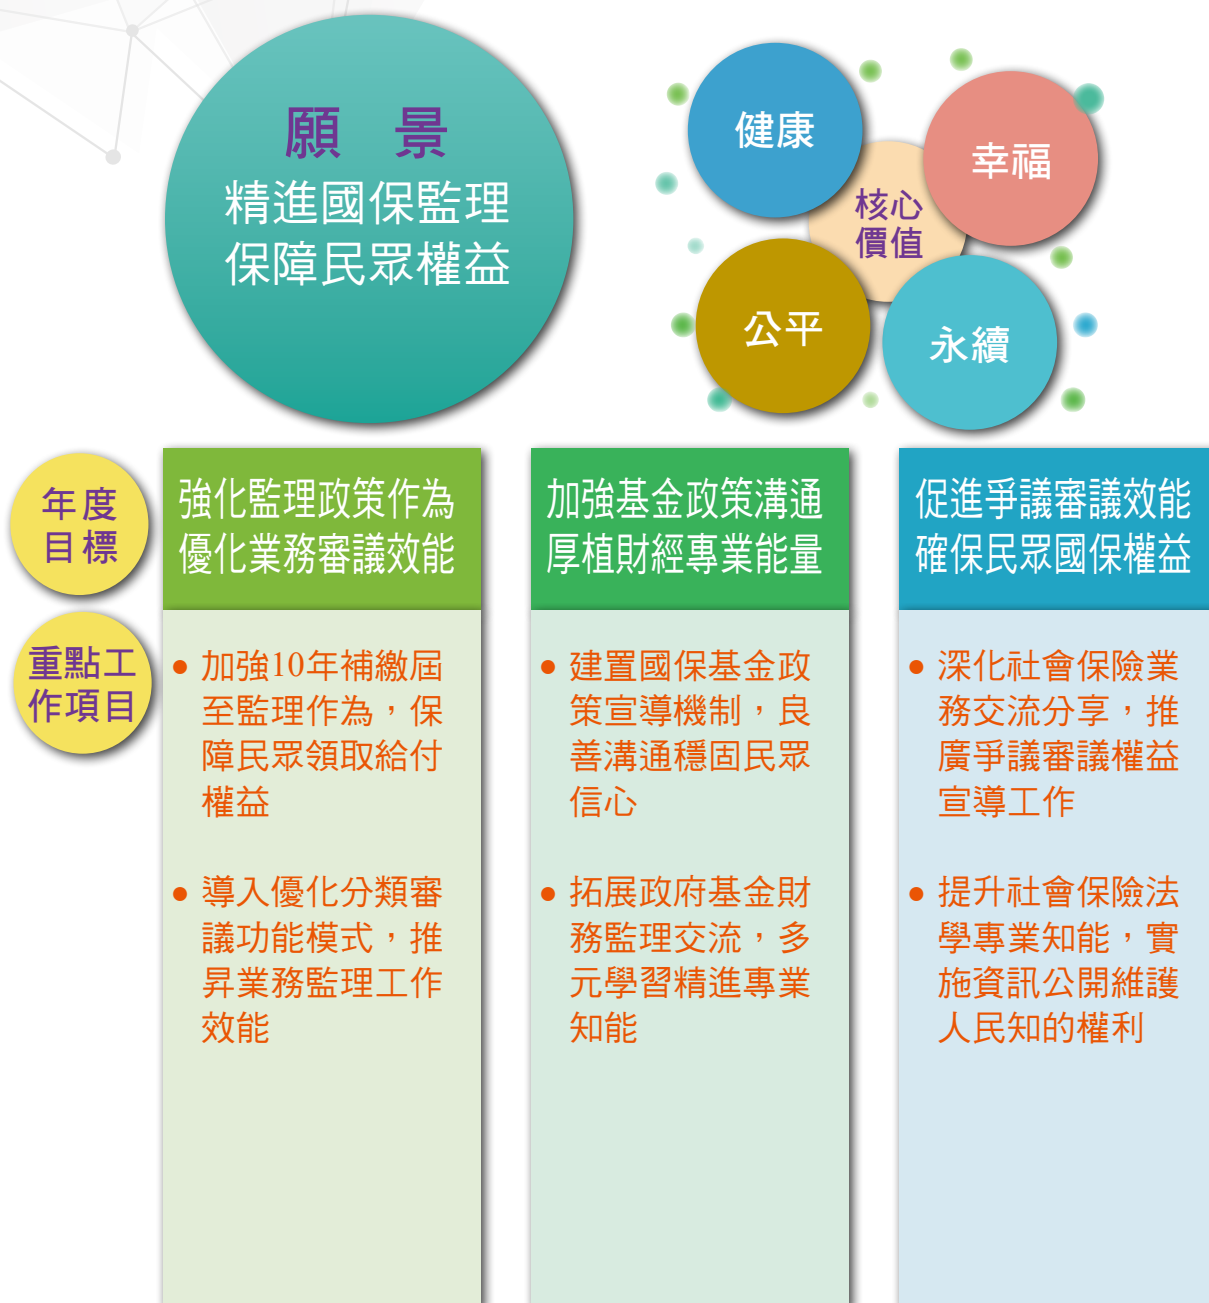 願 景
精進國保監理
保障民眾權益
健康
幸福
核心
價值
公平
永續
年度
目標
強化監理政策作為
優化業務審議效能
加強基金政策溝通
厚植財經專業能量
促進爭議審議效能
確保民眾國保權益
重點工
作項目
● 加強10年補繳屆
至監理作為，保
障民眾領取給付
權益
● 導入優化分類審
議功能模式，推
昇業務監理工作
效能
● 建置國保基金政
策宣導機制，良
善溝通穩固民眾
信心
● 拓展政府基金財
務監理交流，多
元學習精進專業
知能
● 深化社會保險業
務交流分享，推
廣爭議審議權益
宣導工作
● 提升社會保險法
學專業知能，實
施資訊公開維護
人民知的權利